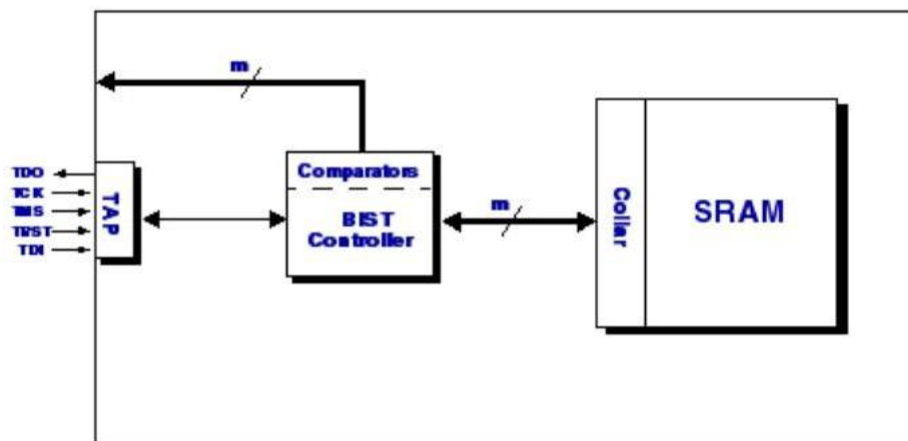 m
Comparators
BIST
Controller
m
Collar
SRAM
TAP
TDO
TCK
TMS
TRST
TDI